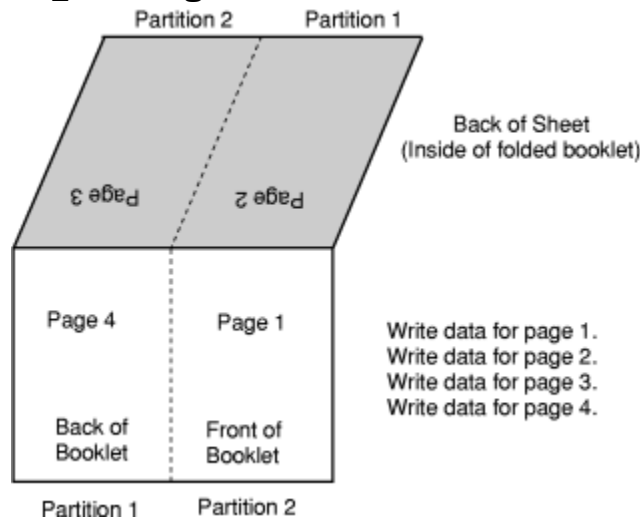 Partition 2
Partition 1
Back of Sheet
(Inside of folded booklet)
Page 3
Page 2
Page 4
Page 1
Write data for page 1.
Write data for page 2.
Write data for page 3.
Write data for page 4.
Back of
Booklet
Front of
Booklet
Partition 1
Partition 2